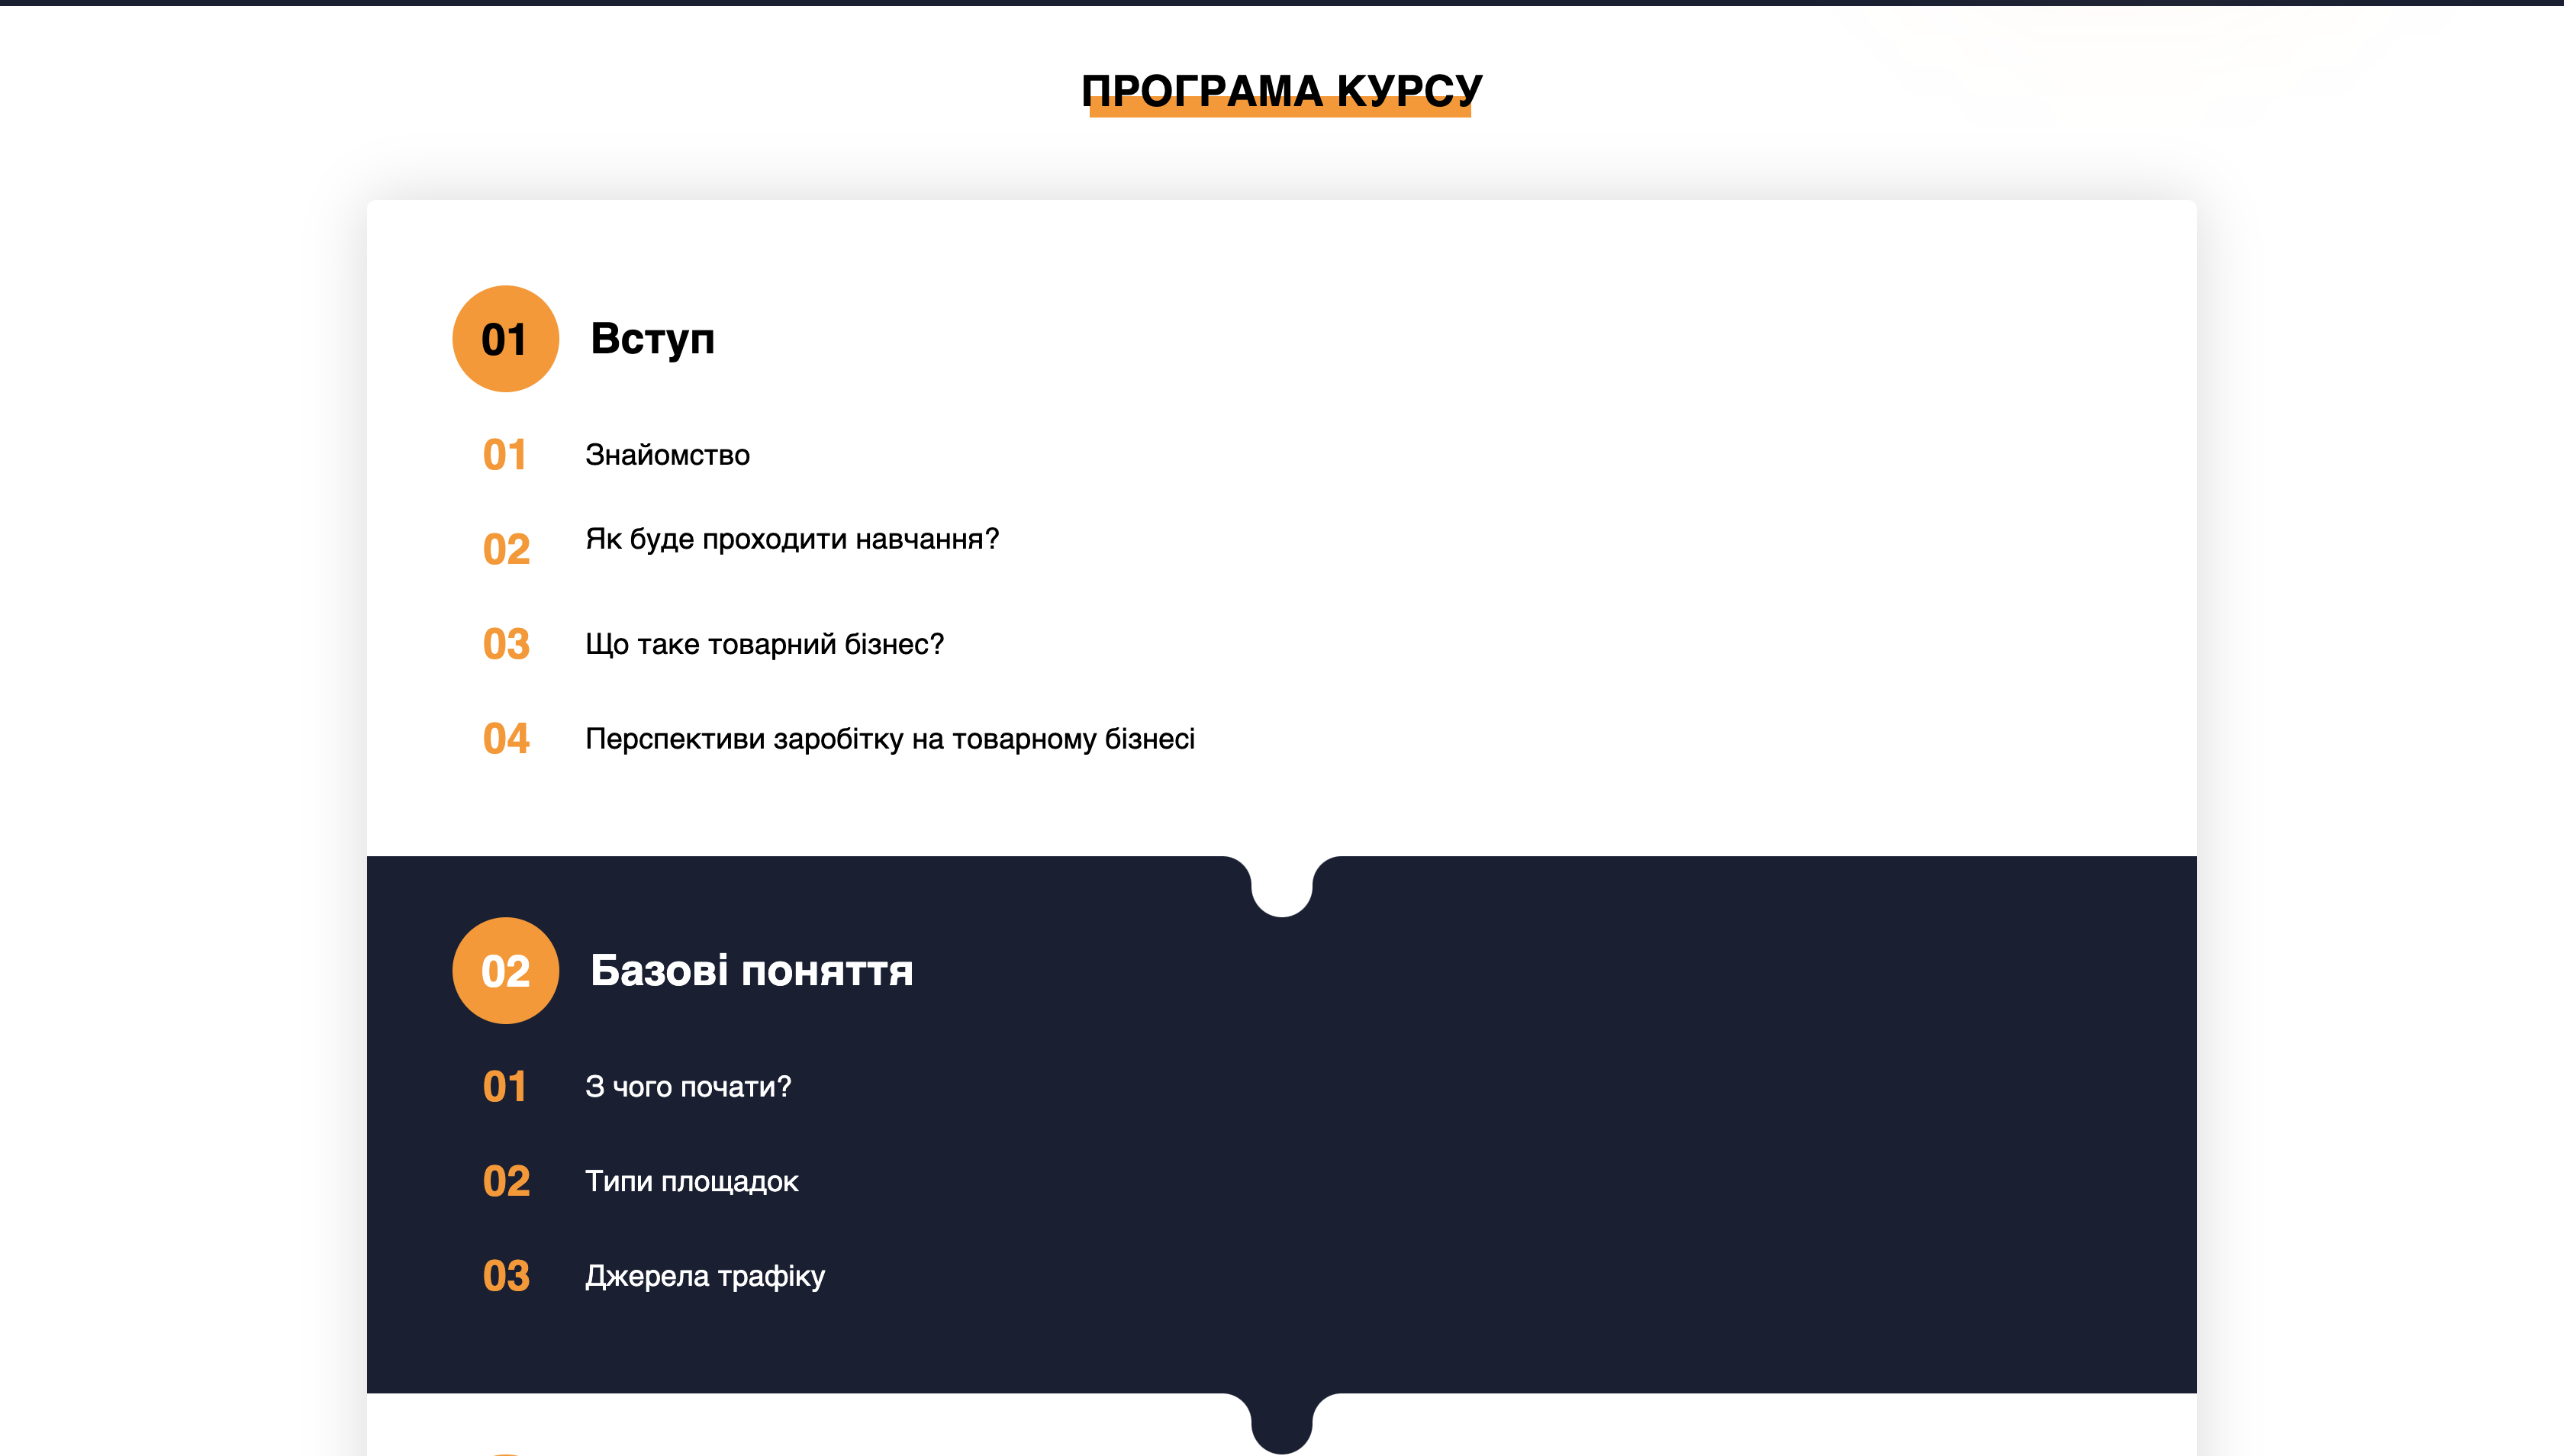 ПРОГРАМА КУРСУ
01 Вступ
01 Знайомство
02 Як буде проходити навчання?
03 Що таке товарний бізнес?
04 Перспективи заробітку на товарному бізнесі
02 Базові поняття
01 З чого почати?
02 Типи площадок
03 Джерела трафіку